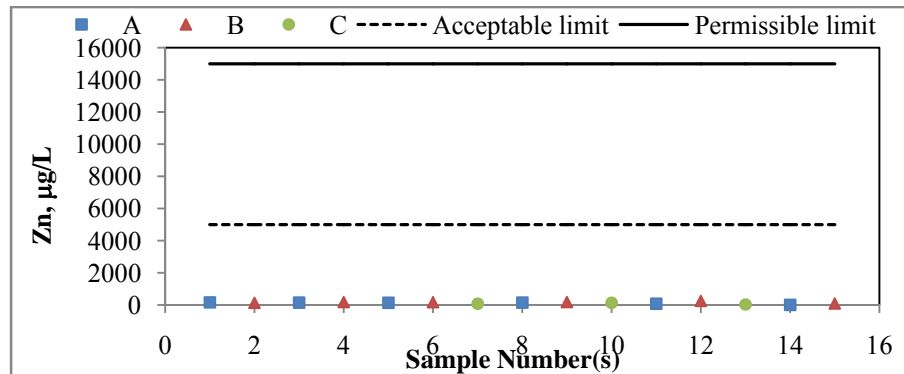 A B C Acceptable limit Permissible limit
16000
14000
12000
10000
8000
6000
4000
2000
0
Zn, µg/L
0 2 4 6 8 10 12 14 16
Sample Number(s)